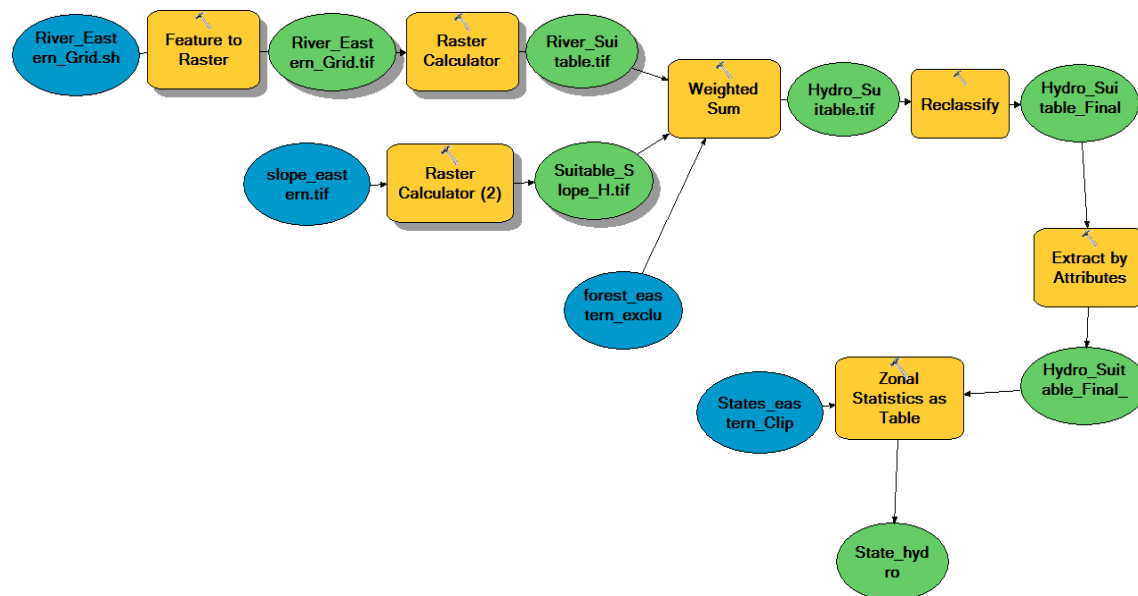 River_East
ern_Grid.sh
Feature to
Raster
River_East
ern_Grid.tif
Raster
Calculator
River_Sui
table.tif
Weighted
Sum
Hydro_Su
itable.tif
Reclassify
Hydro_Sui
table_Final
slope_east
ern.tif
Raster
Calculator (2)
Suitable_S
lope_H.tif
Extract by
Attributes
forest_eas
tern_exclu
States_eas
tern_Clip
Zonal
Statistics as
Table
Hydro_Suit
able_Final_
State_hyd
ro